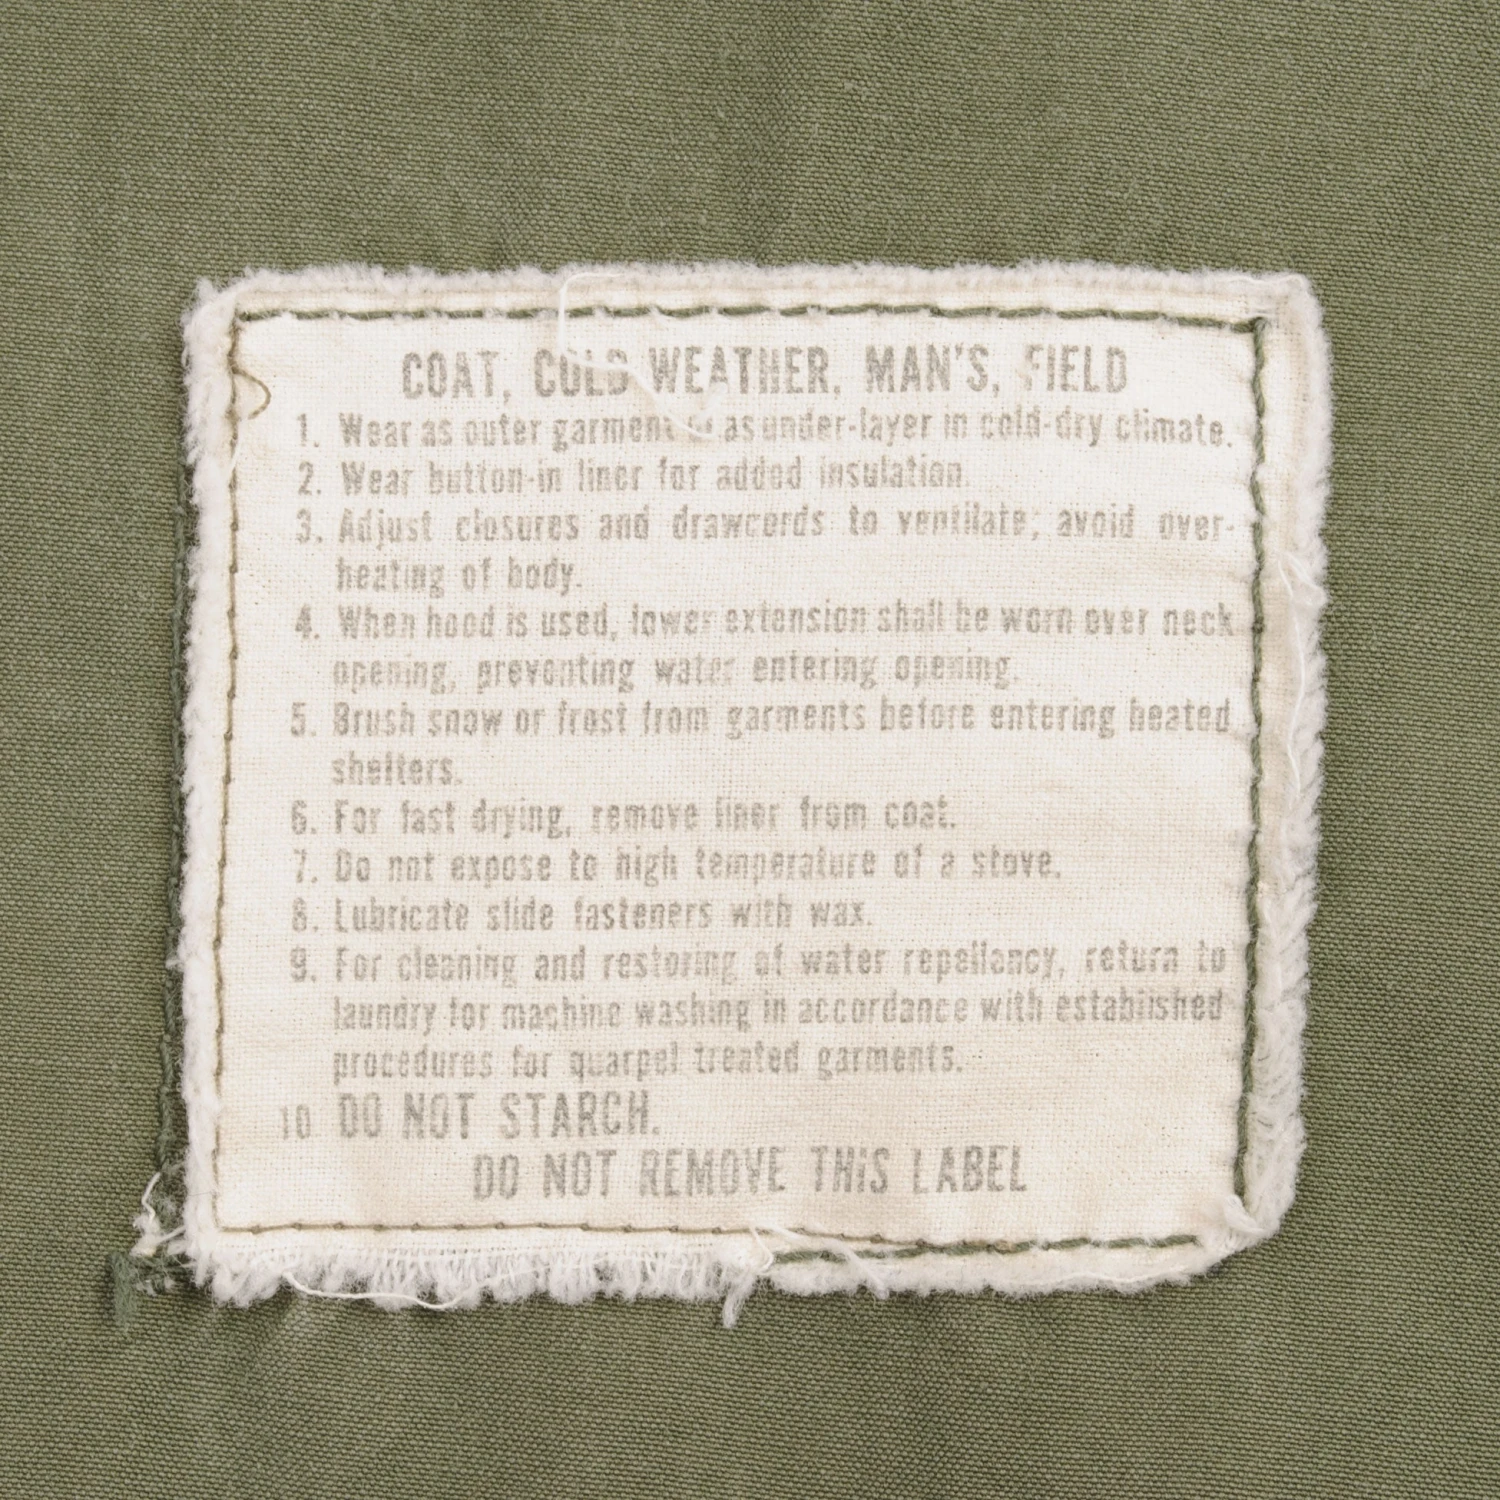 COAT, COLD WEATHER, MAN'S, FIELD
1. Wear as outer garment or as under-layer in cold-dry climate.
2. Wear button-in liner for added insulation.
3. Adjust closures and drawcords to ventilate; avoid over-
heating of body.
4. When hood is used, lower extension shall be worn over neck
opening, preventing water entering opening.
5. Brush snow or frost from garments before entering heated
shelters.
6. For fast drying, remove liner from coat.
7. Do not expose to high temperature of a stove.
8. Lubricate slide fasteners with wax.
9. For cleaning and restoring of water repellancy, return to
laundry for machine washing in accordance with established
procedures for quarpel treated garments.
10 DO NOT STARCH.
DO NOT REMOVE THIS LABEL